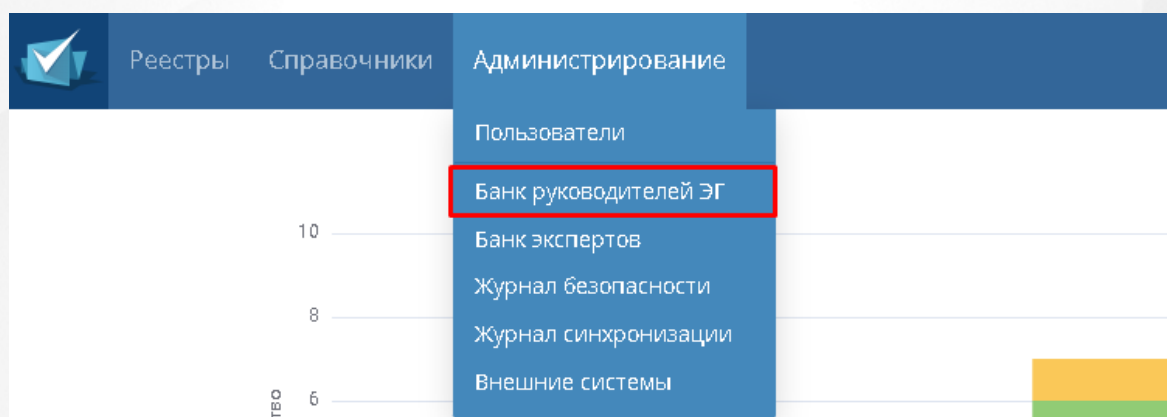 Реестры Справочники Администрирование
Пользователи
Банк руководителей ЭГ
10
Банк экспертов
Журнал безопасности
8
Журнал синхронизации
Внешние системы
6